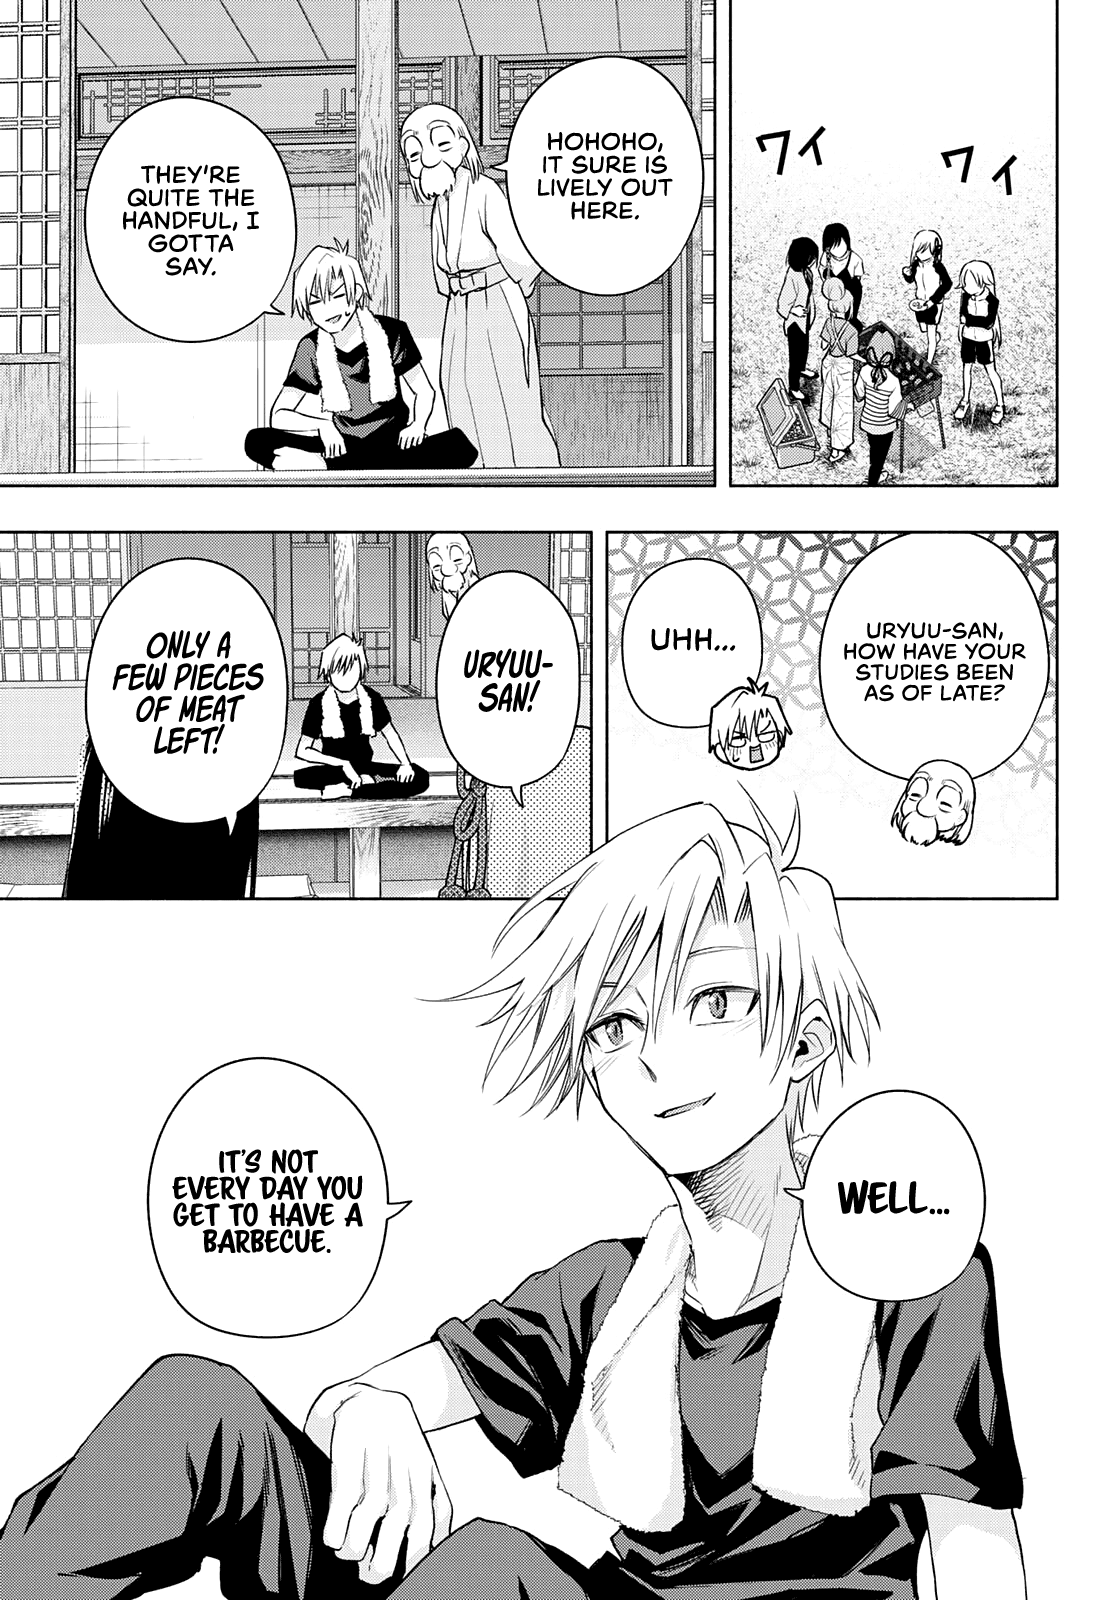 ワイ
ワイ
HOHOHO,
IT SURE IS
LIVELY OUT
HERE.
THEY'RE
QUITE THE
HANDFUL, I
GOTTA
SAY.
URYUU-SAN,
HOW HAVE YOUR
STUDIES BEEN
AS OF LATE?
UHH...
URYUU-
SAN!
ONLY A
FEW PIECES
OF MEAT
LEFT!
WELL...
IT'S NOT
EVERY DAY YOU
GET TO HAVE A
BARBECUE.